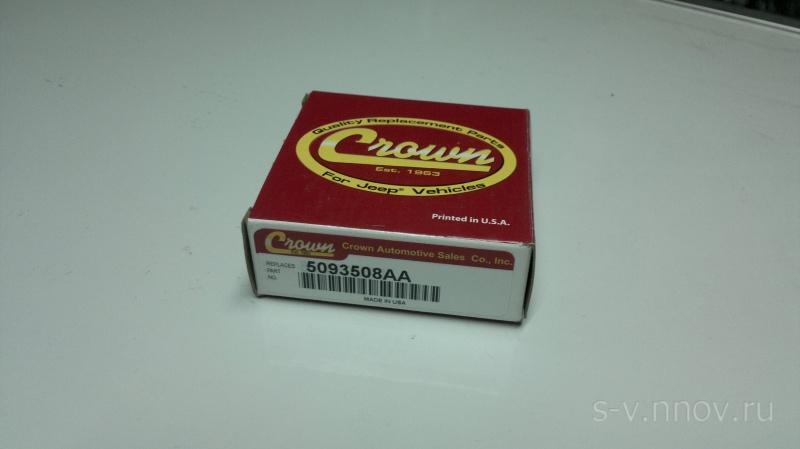 Quality Replacement Parts
Crown
Est. 1963
For Jeep® Vehicles
Printed in U.S.A.
Crown
Crown Automotive Sales Co., Inc.
REPLACES
PART
NO.
5093508AA
MADE IN USA
s-v.nnov.ru